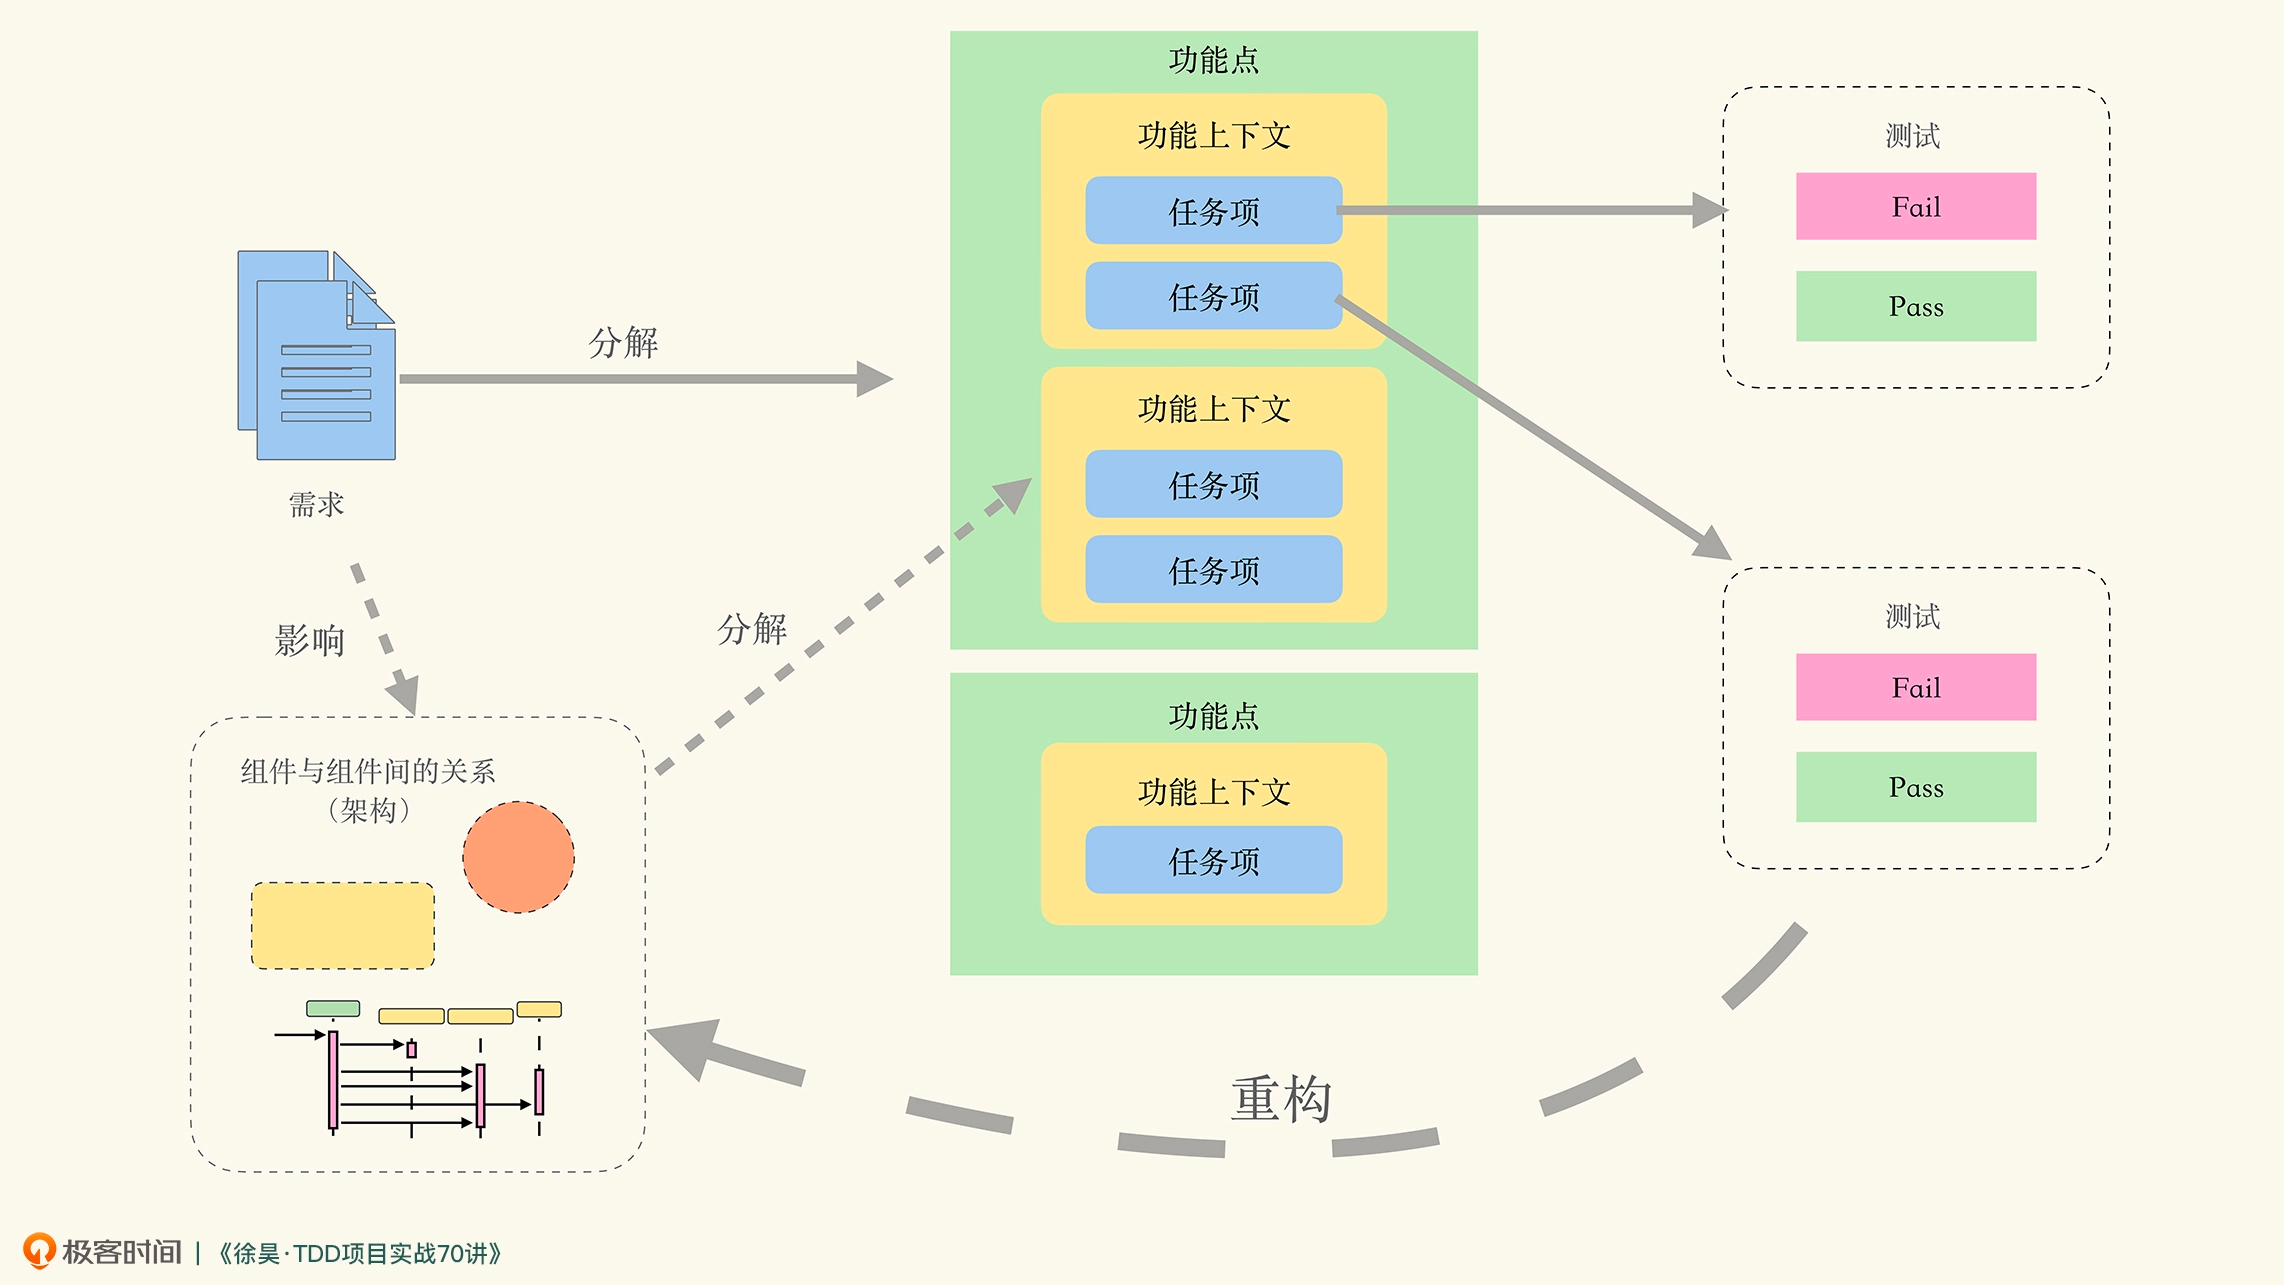 功能点
功能上下文
任务项
任务项
功能上下文
任务项
任务项
功能点
功能上下文
任务项
测试
Fail
Pass
测试
Fail
Pass
分解
需求
影响
分解
组件与组件间的关系
（架构）
重构
极客时间 | 《徐昊·TDD项目实战70讲》